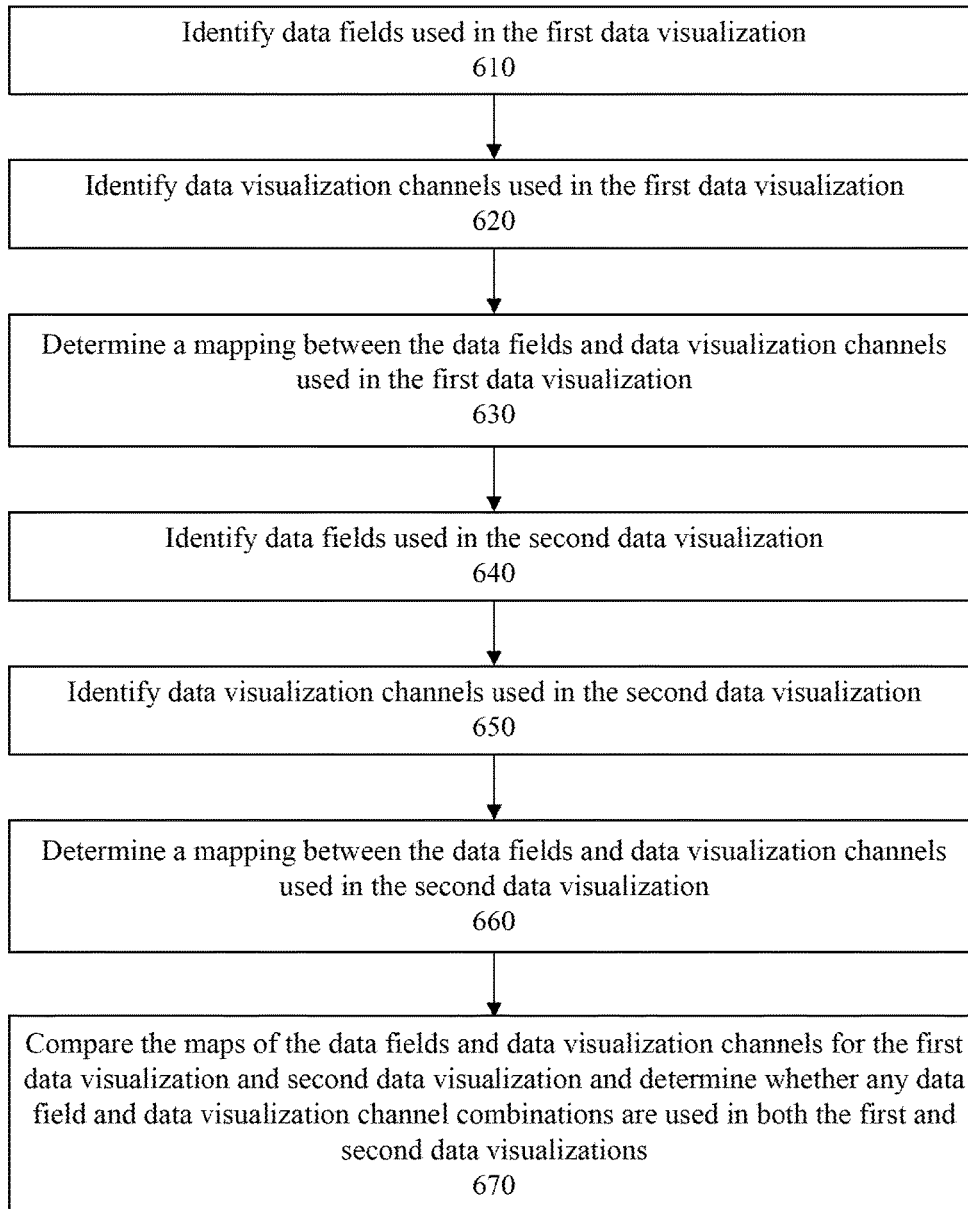 Identify data fields used in the first data visualization
610
Identify data visualization channels used in the first data visualization
620
Determine a mapping between the data fields and data visualization channels
used in the first data visualization
630
Identify data fields used in the second data visualization
640
Identify data visualization channels used in the second data visualization
650
Determine a mapping between the data fields and data visualization channels
used in the second data visualization
660
Compare the maps of the data fields and data visualization channels for the first
data visualization and second data visualization and determine whether any data
field and data visualization channel combinations are used in both the first and
second data visualizations
670